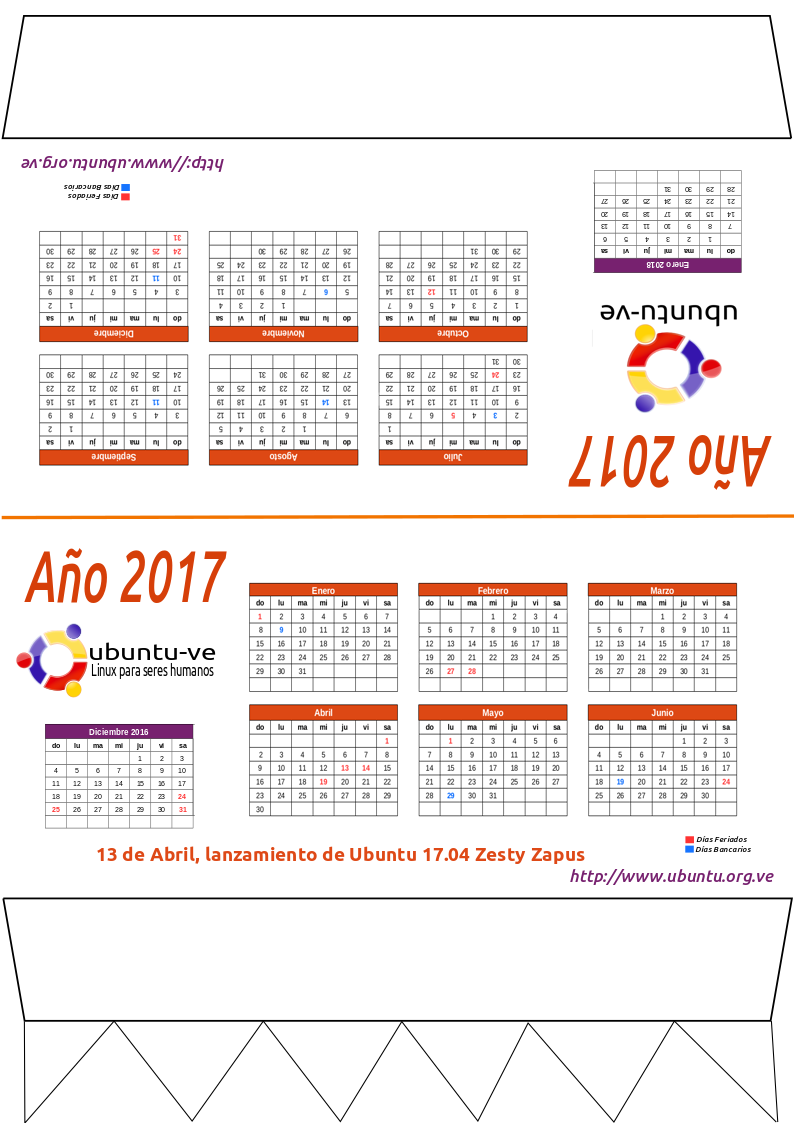 Año 2017
ubuntu-ve
Enero 2018
do lu ma mi ju vi sa
1 2 3 4 5 6
7 8 9 10 11 12 13
14 15 16 17 18 19 20
21 22 23 24 25 26 27
28 29 30 31
Julio
do lu ma mi ju vi sa
1
2 3 4 5 6 7 8
9 10 11 12 13 14 15
16 17 18 19 20 21 22
23 24 25 26 27 28 29
30 31
Agosto
do lu ma mi ju vi sa
1 2 3 4 5
6 7 8 9 10 11 12
13 14 15 16 17 18 19
20 21 22 23 24 25 26
27 28 29 30 31
Septiembre
do lu ma mi ju vi sa
1 2
3 4 5 6 7 8 9
10 11 12 13 14 15 16
17 18 19 20 21 22 23
24 25 26 27 28 29 30
Octubre
do lu ma mi ju vi sa
1 2 3 4 5 6 7
8 9 10 11 12 13 14
15 16 17 18 19 20 21
22 23 24 25 26 27 28
29 30 31
Noviembre
do lu ma mi ju vi sa
1 2 3 4
5 6 7 8 9 10 11
12 13 14 15 16 17 18
19 20 21 22 23 24 25
26 27 28 29 30
Diciembre
do lu ma mi ju vi sa
1 2
3 4 5 6 7 8 9
10 11 12 13 14 15 16
17 18 19 20 21 22 23
24 25 26 27 28 29 30
31
Días Feriados
Días Bancarios
http://www.ubuntu.org.ve
Año 2017
ubuntu-ve
Linux para seres humanos
Diciembre 2016
do lu ma mi ju vi sa
1 2 3
4 5 6 7 8 9 10
11 12 13 14 15 16 17
18 19 20 21 22 23 24
25 26 27 28 29 30 31
Enero
do lu ma mi ju vi sa
1 2 3 4 5 6 7
8 9 10 11 12 13 14
15 16 17 18 19 20 21
22 23 24 25 26 27 28
29 30 31
Febrero
do lu ma mi ju vi sa
1 2 3 4
5 6 7 8 9 10 11
12 13 14 15 16 17 18
19 20 21 22 23 24 25
26 27 28
Marzo
do lu ma mi ju vi sa
1 2 3 4
5 6 7 8 9 10 11
12 13 14 15 16 17 18
19 20 21 22 23 24 25
26 27 28 29 30 31
Abril
do lu ma mi ju vi sa
1
2 3 4 5 6 7 8
9 10 11 12 13 14 15
16 17 18 19 20 21 22
23 24 25 26 27 28 29
30
Mayo
do lu ma mi ju vi sa
1 2 3 4 5 6
7 8 9 10 11 12 13
14 15 16 17 18 19 20
21 22 23 24 25 26 27
28 29 30 31
Junio
do lu ma mi ju vi sa
1 2 3
4 5 6 7 8 9 10
11 12 13 14 15 16 17
18 19 20 21 22 23 24
25 26 27 28 29 30
13 de Abril, lanzamiento de Ubuntu 17.04 Zesty Zapus
Días Feriados
Días Bancarios
http://www.ubuntu.org.ve